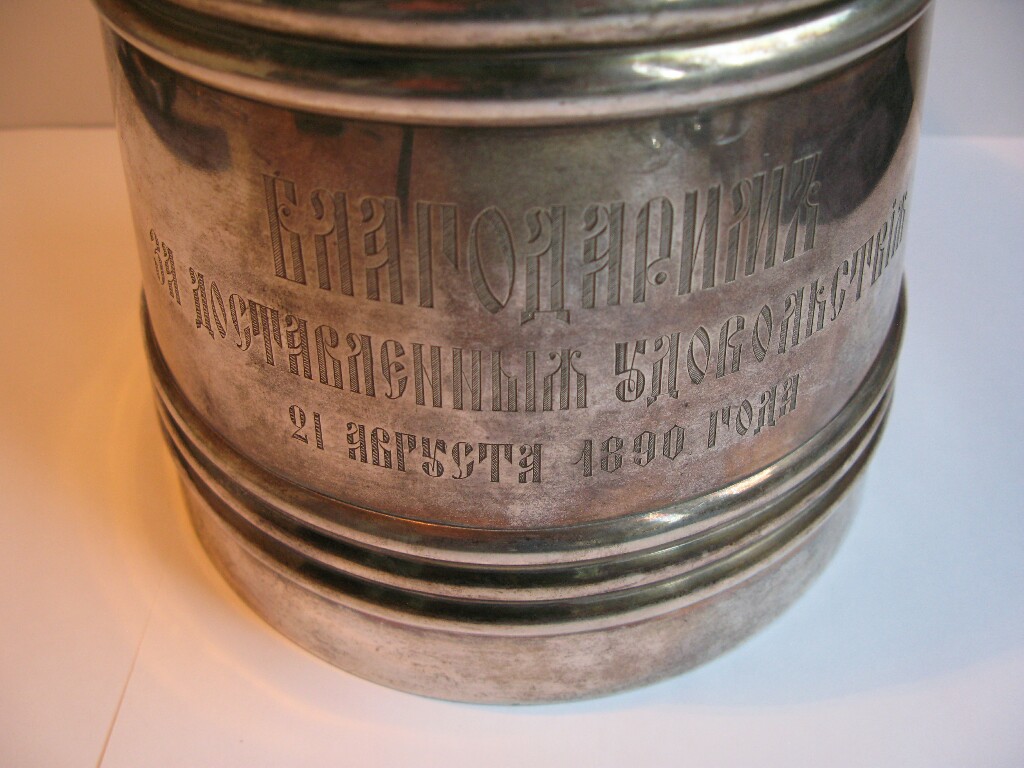 БЛАГОДАРИМЪ
ЗА ДОСТАВЛЕННЫЯ УДОВОЛЬСТВІЯ
21 АВГУСТА 1890 ГОДА